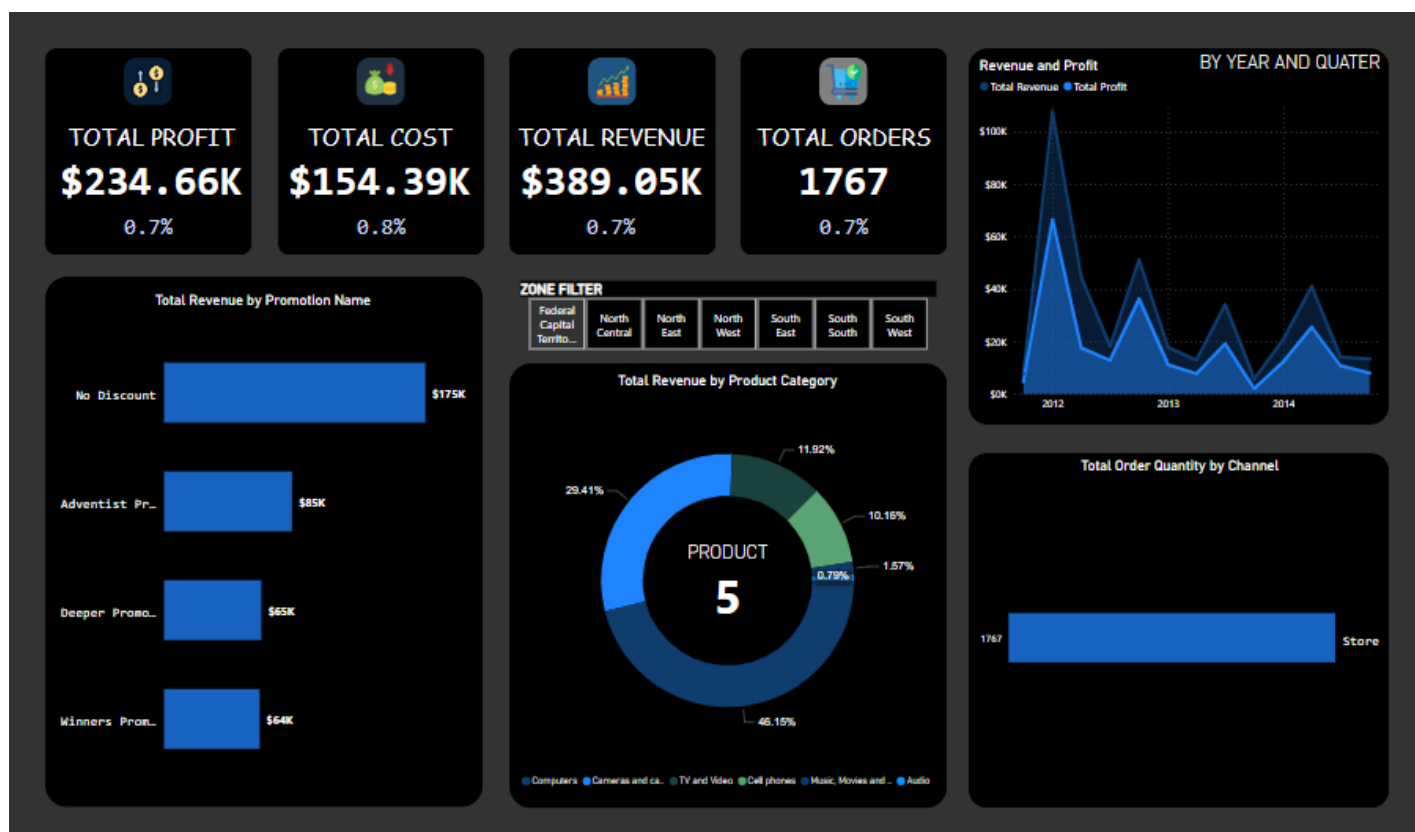 TOTAL PROFIT
$234.66K
0.7%
TOTAL COST
$154.39K
0.8%
TOTAL REVENUE
$389.05K
0.7%
TOTAL ORDERS
1767
0.7%
Revenue and Profit
BY YEAR AND QUATER
Total Revenue
Total Profit
$100K
$80K
$60K
$40K
$20K
$0K
2012
2013
2014
Total Revenue by Promotion Name
No Discount
$175K
Adventist Pr...
$85K
Deeper Promo...
$65K
Winners Prom...
$64K
ZONE FILTER
Federal
Capital
Territo...
North
Central
North
East
North
West
South
East
South
South
South
West
Total Revenue by Product Category
11.92%
29.41%
10.16%
1.57%
0.79%
46.15%
PRODUCT
5
Computers
Cameras and ca...
TV and Video
Cell phones
Music, Movies and ...
Audio
Total Order Quantity by Channel
1767
Store